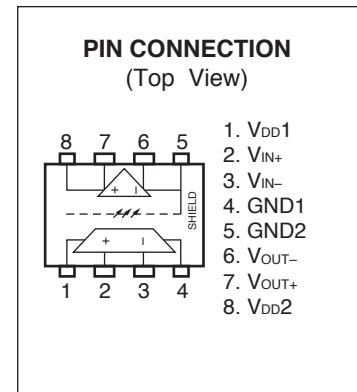 PIN CONNECTION
(Top View)
8 7 6 5
+ −
SHIELD
+ −
1 2 3 4
1. VDD1
2. VIN+
3. VIN−
4. GND1
5. GND2
6. VOUT−
7. VOUT+
8. VDD2